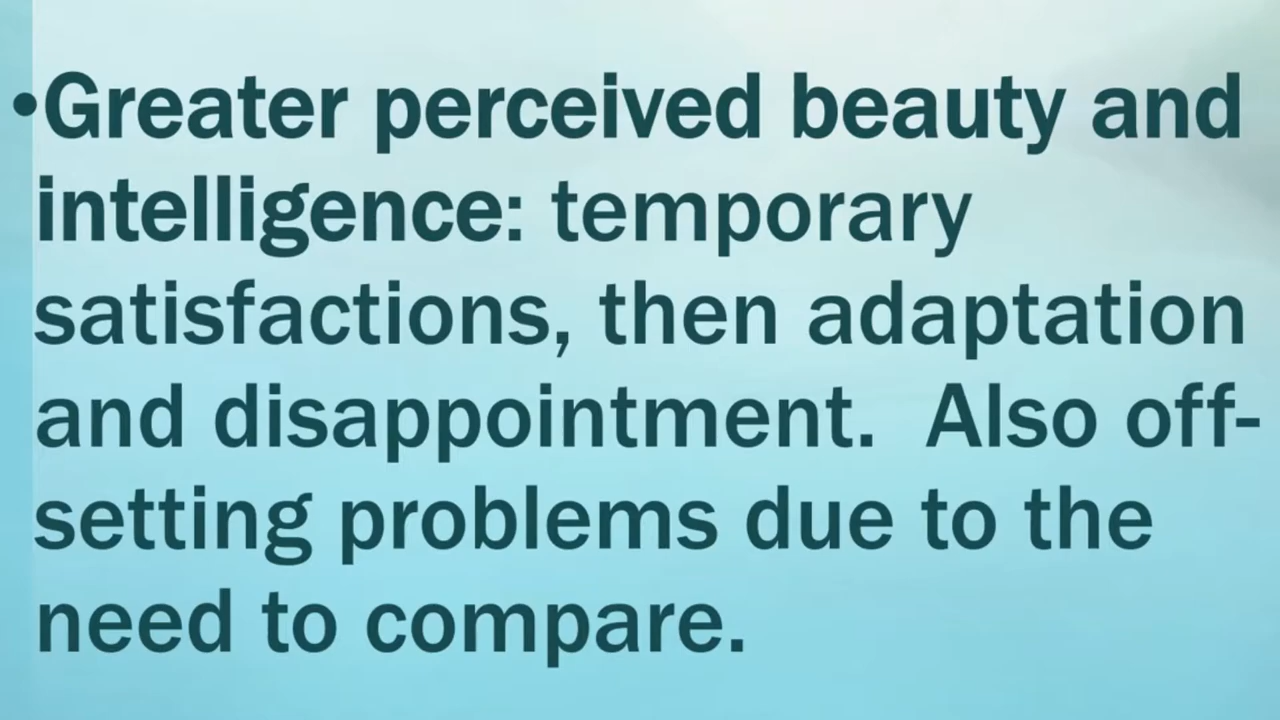 •Greater perceived beauty and
intelligence: temporary
satisfactions, then adaptation
and disappointment.  Also off-
setting problems due to the
need to compare.